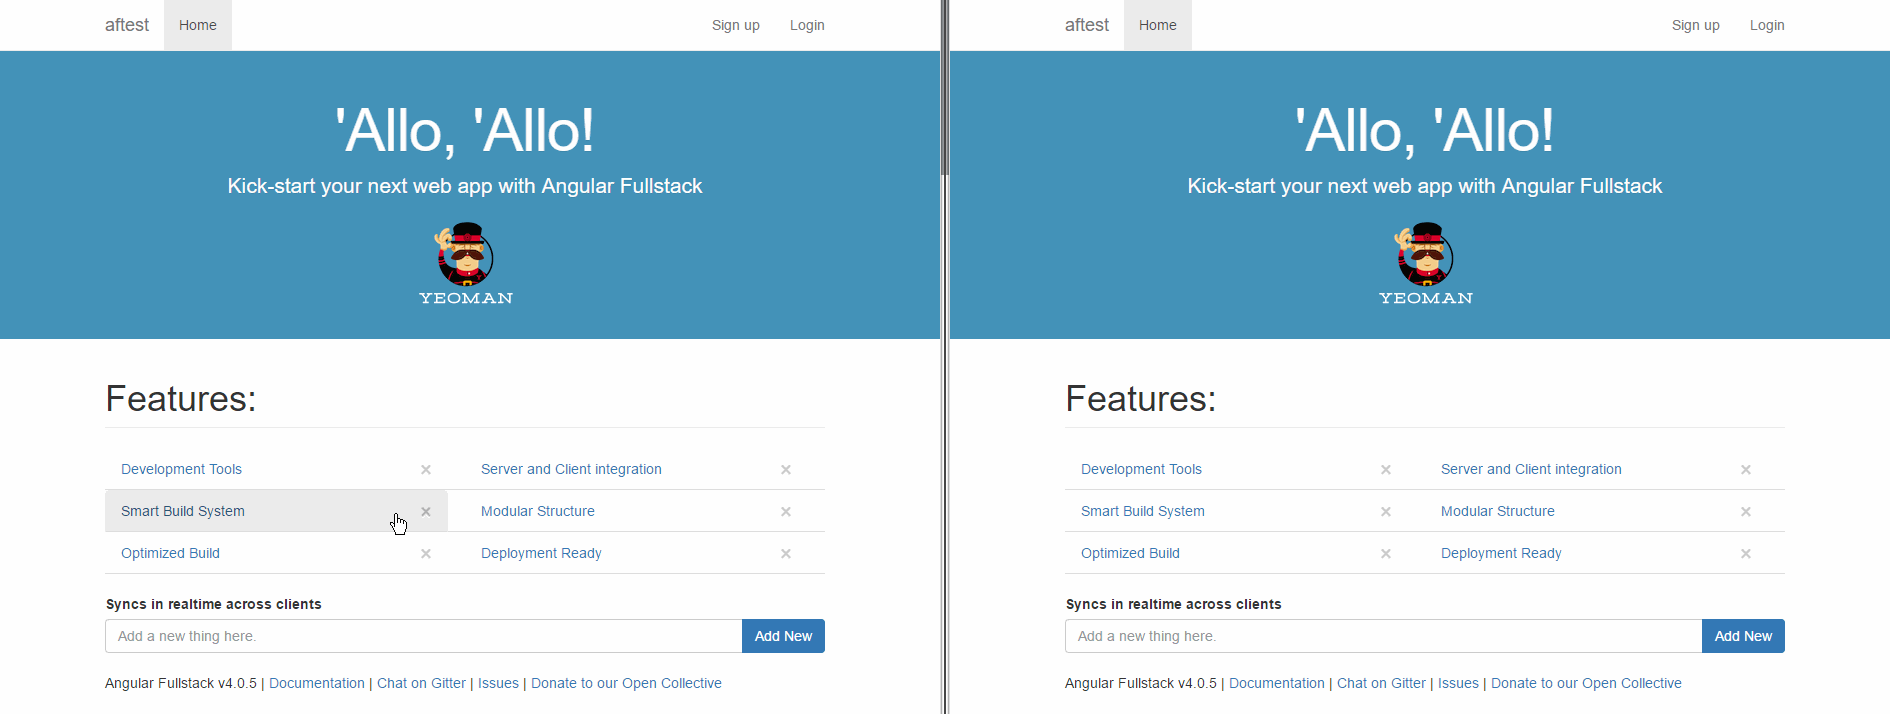 aftest Home Sign up Login
'Allo, 'Allo!
Kick-start your next web app with Angular Fullstack
YEOMAN
Features:
Development Tools × Server and Client integration ×
Smart Build System × Modular Structure ×
Optimized Build × Deployment Ready ×
Syncs in realtime across clients
Add a new thing here. Add New
Angular Fullstack v4.0.5 | Documentation | Chat on Gitter | Issues | Donate to our Open Collective
aftest Home Sign up Login
'Allo, 'Allo!
Kick-start your next web app with Angular Fullstack
YEOMAN
Features:
Development Tools × Server and Client integration ×
Smart Build System × Modular Structure ×
Optimized Build × Deployment Ready ×
Syncs in realtime across clients
Add a new thing here. Add New
Angular Fullstack v4.0.5 | Documentation | Chat on Gitter | Issues | Donate to our Open Collective